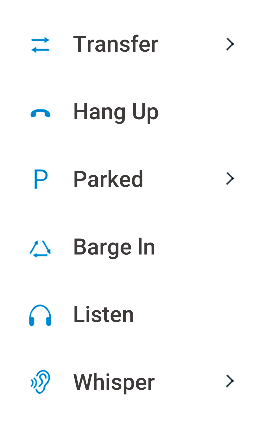 Transfer
Hang Up
P Parked
Barge In
Listen
Whisper